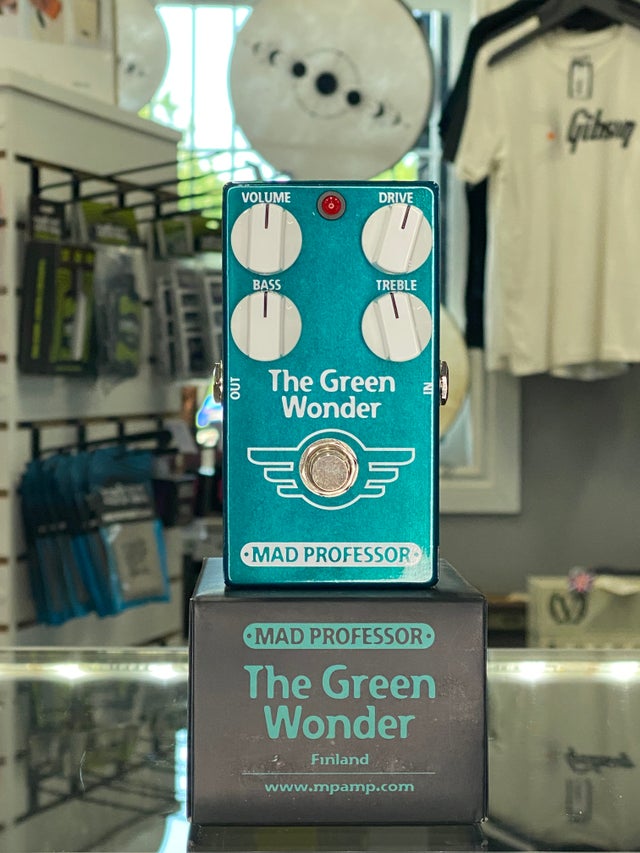 Gibson
VOLUME
DRIVE
BASS
TREBLE
OUT
IN
The Green
Wonder
·MAD PROFESSOR·
·MAD PROFESSOR·
The Green
Wonder
Finland
www.mpamp.com